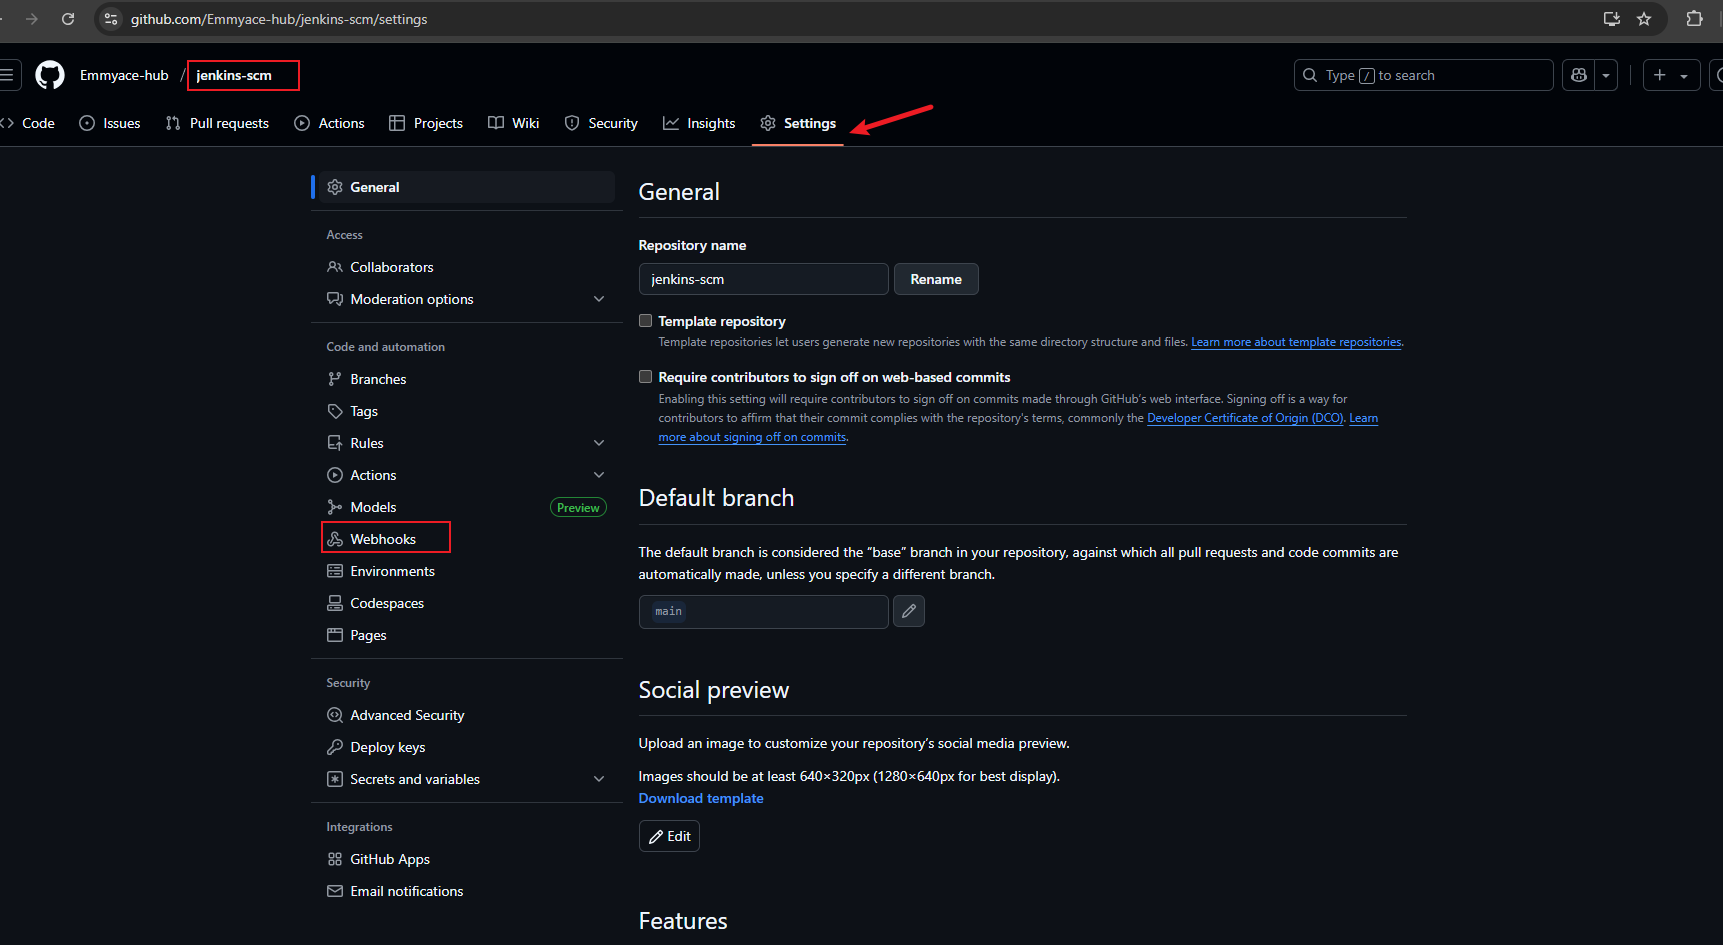 github.com/Emmyace-hub/jenkins-scm/settings
Emmyace-hub / jenkins-scm
Type / to search
Code Issues Pull requests Actions Projects Wiki Security Insights Settings
General
Access
Collaborators
Moderation options
Code and automation
Branches
Tags
Rules
Actions
Models Preview
Webhooks
Environments
Codespaces
Pages
Security
Advanced Security
Deploy keys
Secrets and variables
Integrations
GitHub Apps
Email notifications
General
Repository name
jenkins-scm Rename
Template repository
Template repositories let users generate new repositories with the same directory structure and files. Learn more about template repositories.
Require contributors to sign off on web-based commits
Enabling this setting will require contributors to sign off on commits made through GitHub’s web interface. Signing off is a way for
contributors to affirm that their commit complies with the repository's terms, commonly the Developer Certificate of Origin (DCO). Learn
more about signing off on commits.
Default branch
The default branch is considered the “base” branch in your repository, against which all pull requests and code commits are
automatically made, unless you specify a different branch.
main
Social preview
Upload an image to customize your repository’s social media preview.
Images should be at least 640×320px (1280×640px for best display).
Download template
Edit
Features